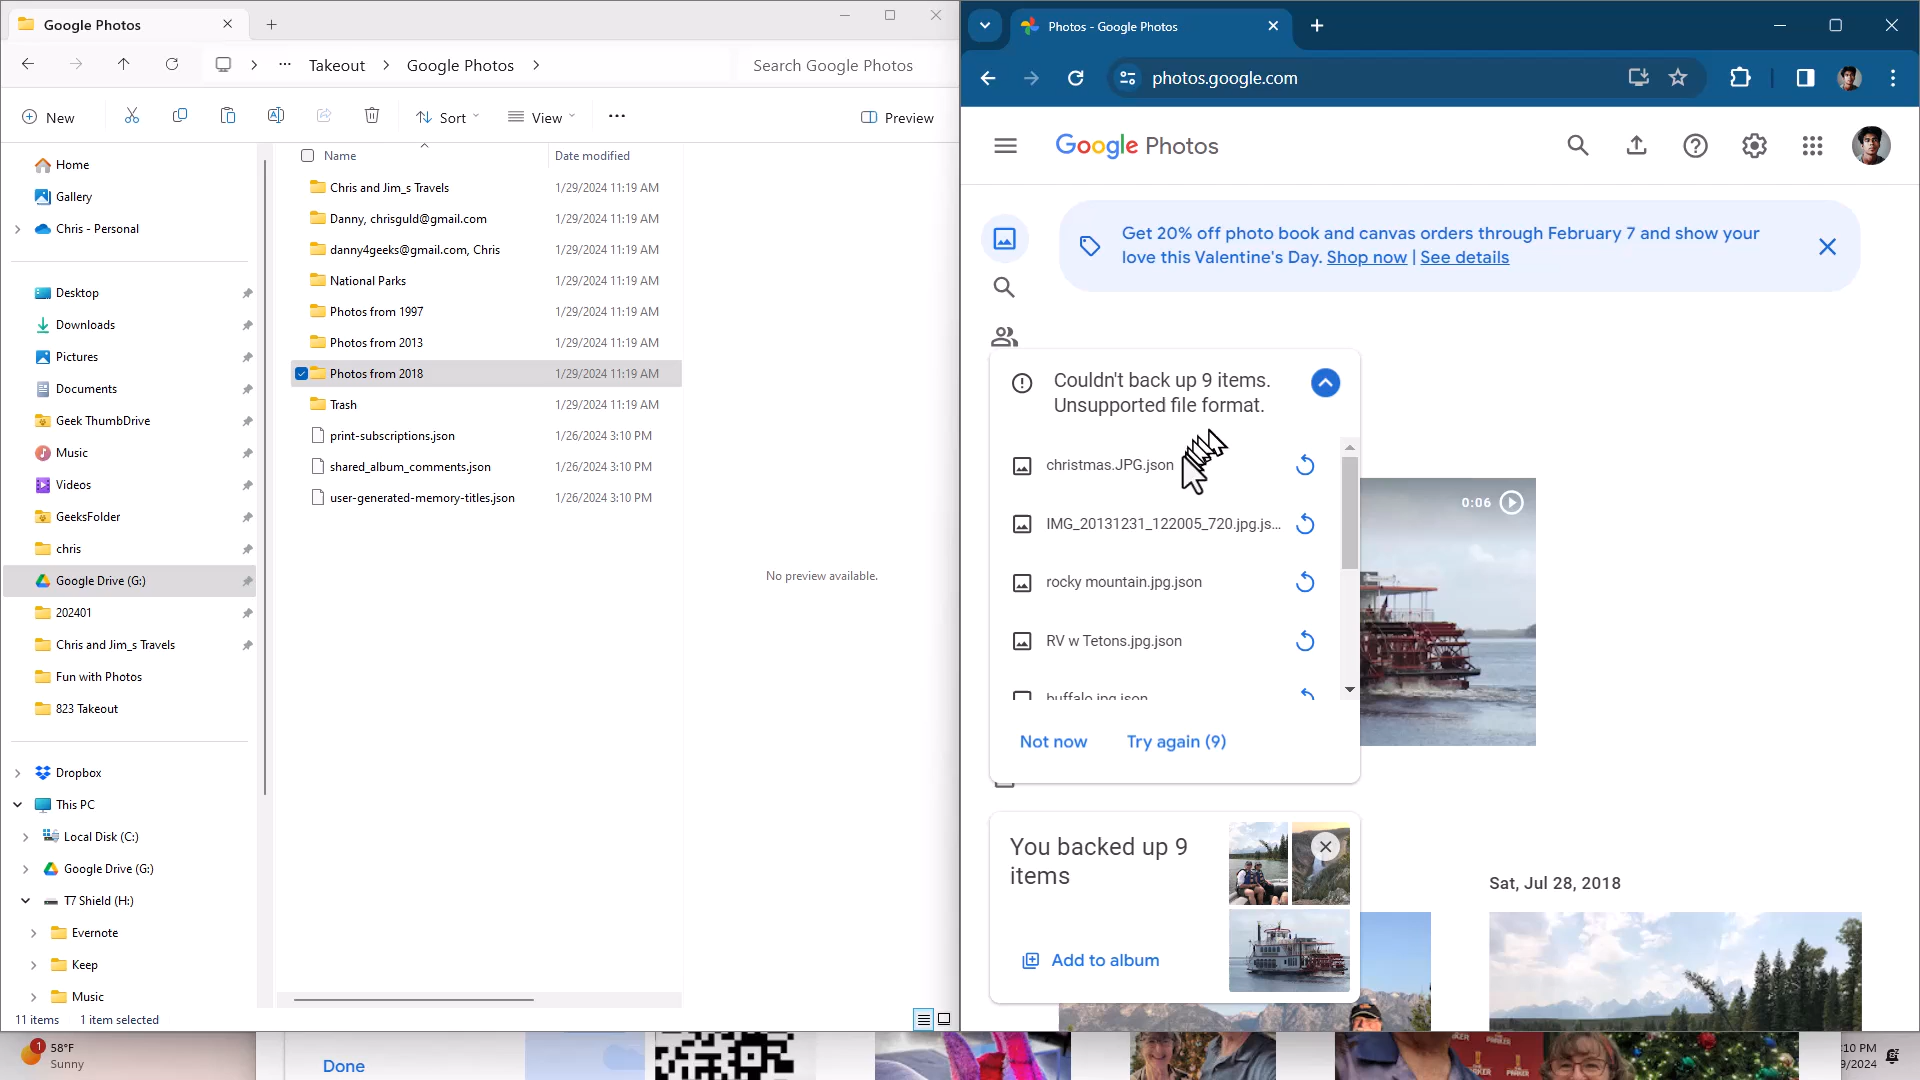 Google Photos
Takeout
Google Photos
Search Google Photos
New
Sort
View
Preview
Home
Gallery
Chris - Personal
Desktop
Downloads
Pictures
Documents
Geek ThumbDrive
Music
Videos
GeeksFolder
chris
Google Drive (G:)
202401
Chris and Jim_s Travels
Fun with Photos
823 Takeout
Dropbox
This PC
Local Disk (C:)
Google Drive (G:)
T7 Shield (H:)
Evernote
Keep
Music
11 items 1 item selected
Name Date modified
Chris and Jim_s Travels 1/29/2024 11:19 AM
Danny, chrisguld@gmail.com 1/29/2024 11:19 AM
danny4geeks@gmail.com, Chris 1/29/2024 11:19 AM
National Parks 1/29/2024 11:19 AM
Photos from 1997 1/29/2024 11:19 AM
Photos from 2013 1/29/2024 11:19 AM
Photos from 2018 1/29/2024 11:19 AM
Trash 1/29/2024 11:19 AM
print-subscriptions.json 1/26/2024 3:10 PM
shared_album_comments.json 1/26/2024 3:10 PM
user-generated-memory-titles.json 1/26/2024 3:10 PM
No preview available.
Photos - Google Photos
photos.google.com
Google Photos
Get 20% off photo book and canvas orders through February 7 and show your
love this Valentine's Day. Shop now | See details
Couldn't back up 9 items.
Unsupported file format.
christmas.JPG.json
IMG_20131231_122005_720.jpg.js...
rocky mountain.jpg.json
RV w Tetons.jpg.json
buffalo.jpg.json
Not now Try again (9)
0:06
You backed up 9
items
Add to album
Sat, Jul 28, 2018
1
58°F
Sunny
Done
PARKER
:10 PM
9/2024